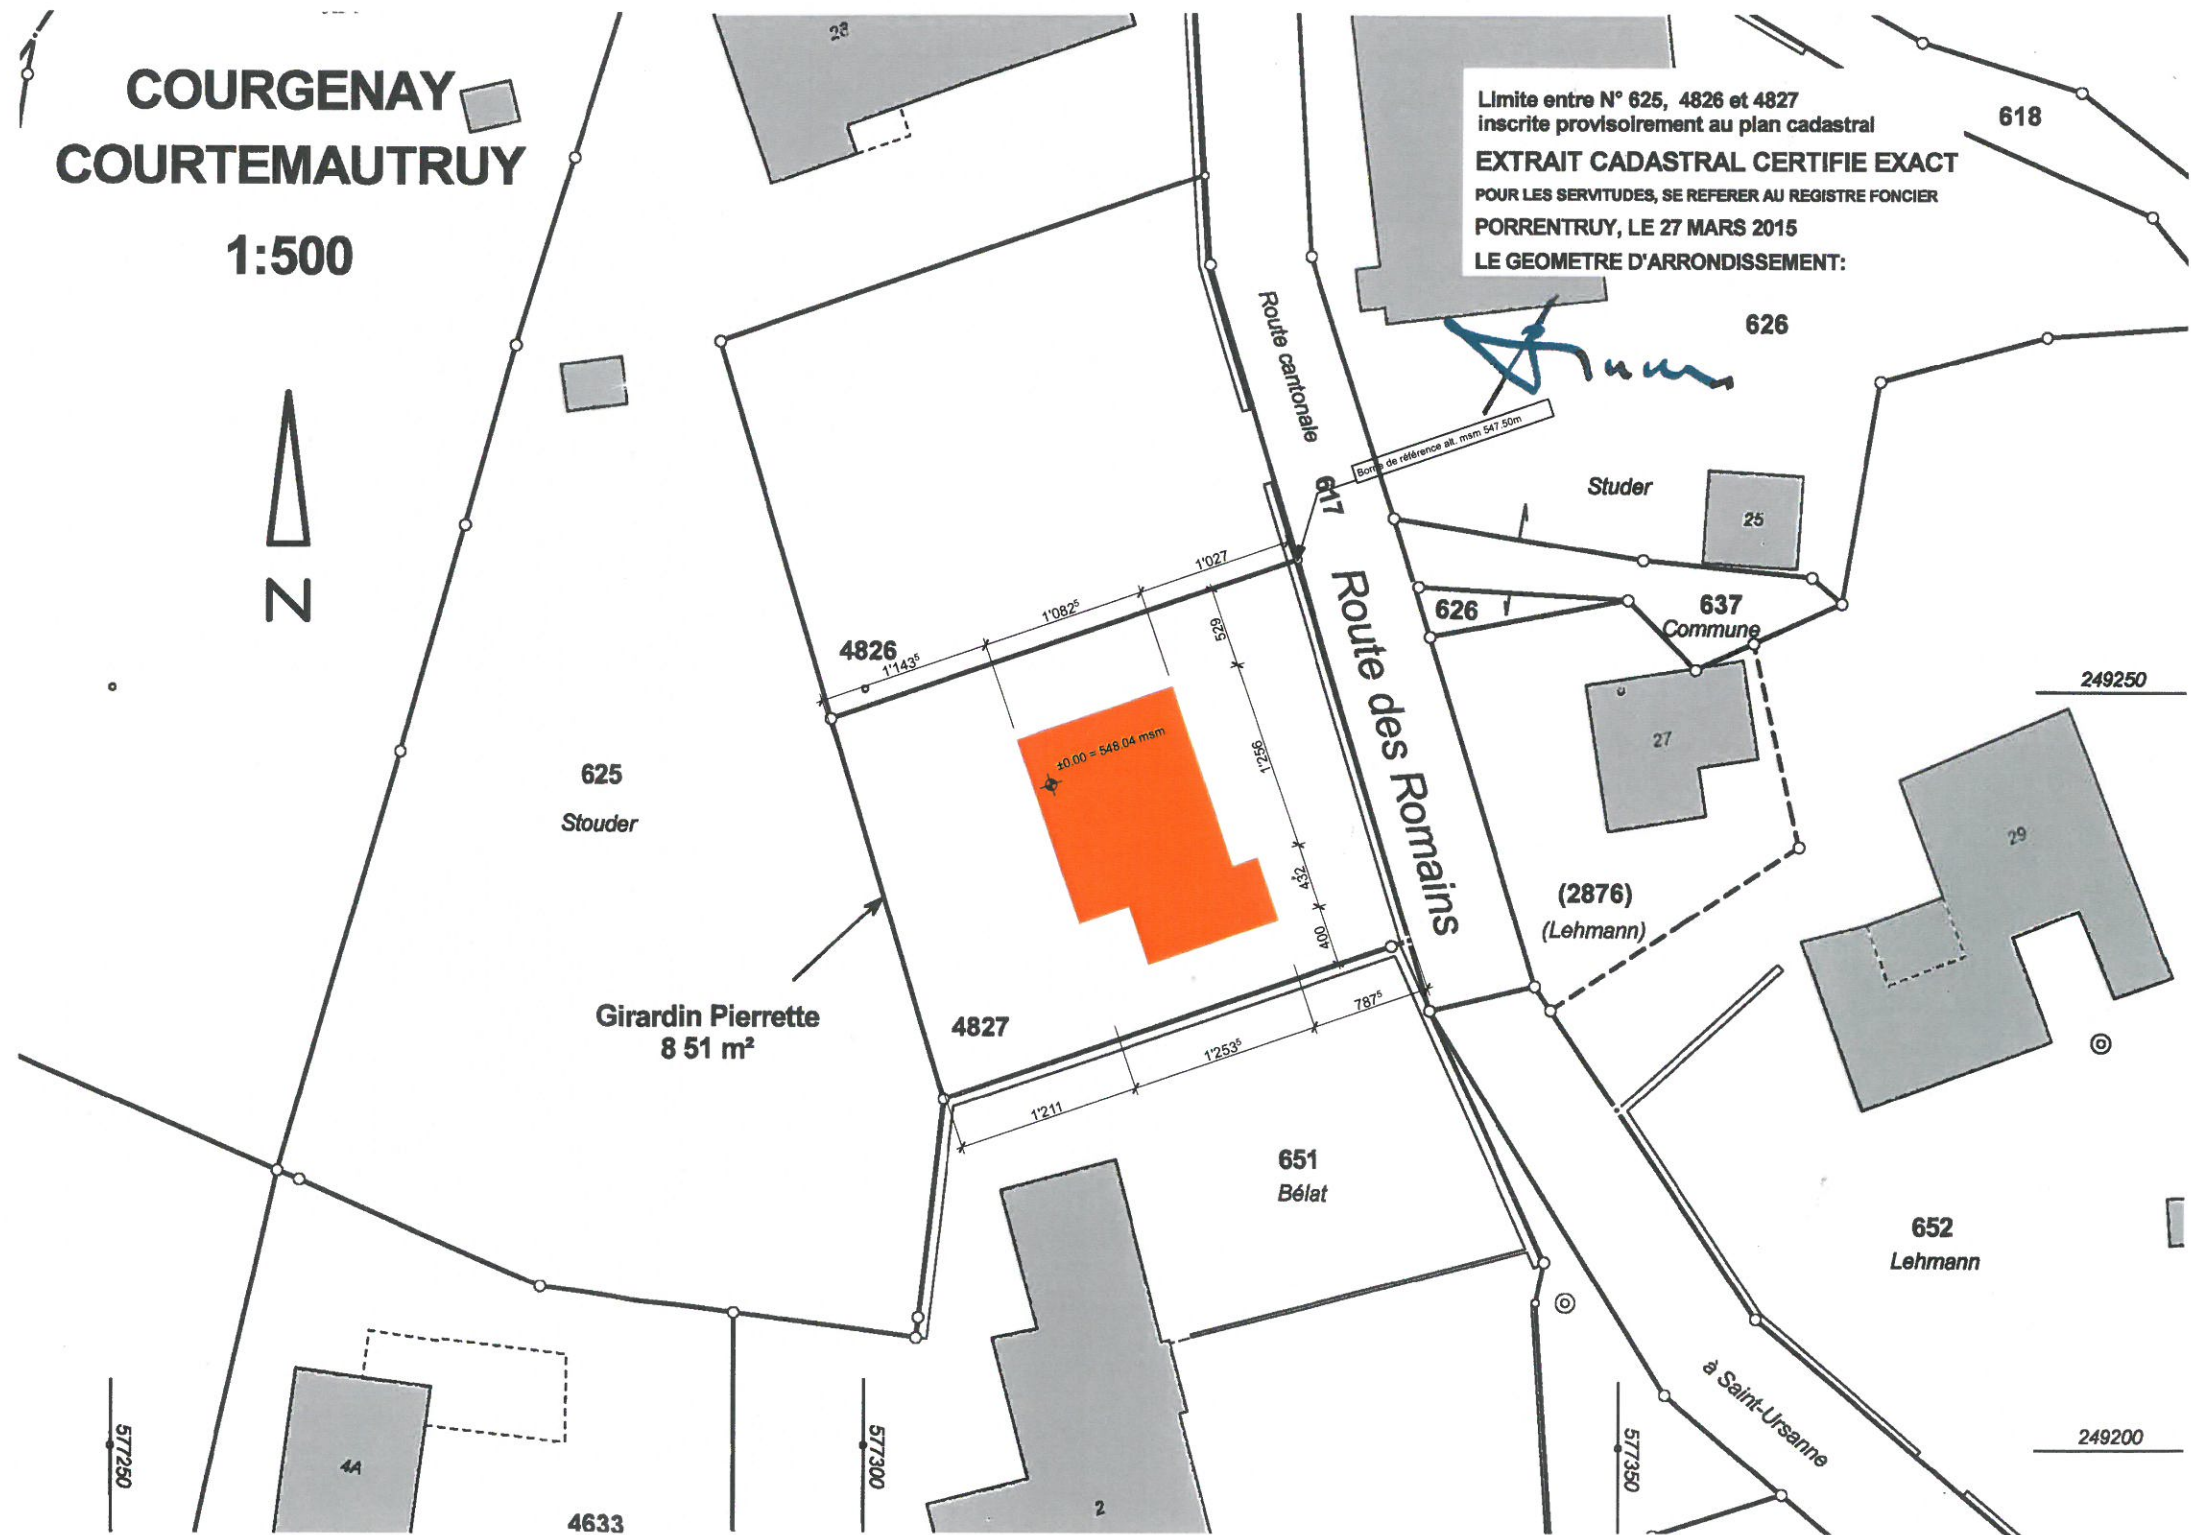 COURGENAY
COURTEMAUTRUY
1:500
N
28
Limite entre N° 625, 4826 et 4827
inscrite provisoirement au plan cadastral
EXTRAIT CADASTRAL CERTIFIE EXACT
POUR LES SERVITUDES, SE REFERER AU REGISTRE FONCIER
PORRENTRUY, LE 27 MARS 2015
LE GEOMETRE D'ARRONDISSEMENT:
618
626
Route cantonale
Borne de référence alt. msm 547.50m
617
Studer
25
1'027
1'082⁵
1'143⁵
4826
529
626
637
Commune
Route des Romains
249250
27
±0.00 = 548.04 msm
1'256
625
Stouder
29
432
400
(2876)
(Lehmann)
Girardin Pierrette
8 51 m²
4827
787⁵
1'253⁵
1'211
651
Bélat
652
Lehmann
à Saint-Ursanne
249200
577250
577300
577350
4A
2
4633